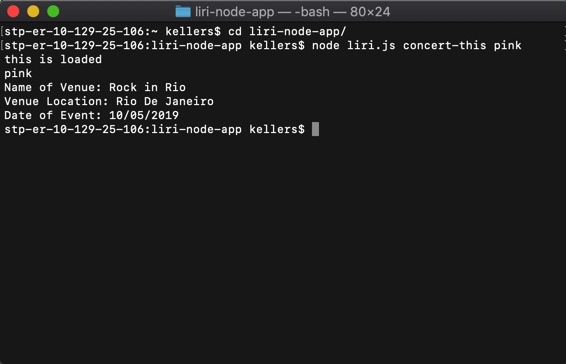 liri-node-app — -bash — 80×24
[stp-er-10-129-25-106:~ kellers$ cd liri-node-app/
[stp-er-10-129-25-106:liri-node-app kellers$ node liri.js concert-this pink
this is loaded
pink
Name of Venue: Rock in Rio
Venue Location: Rio De Janeiro
Date of Event: 10/05/2019
stp-er-10-129-25-106:liri-node-app kellers$